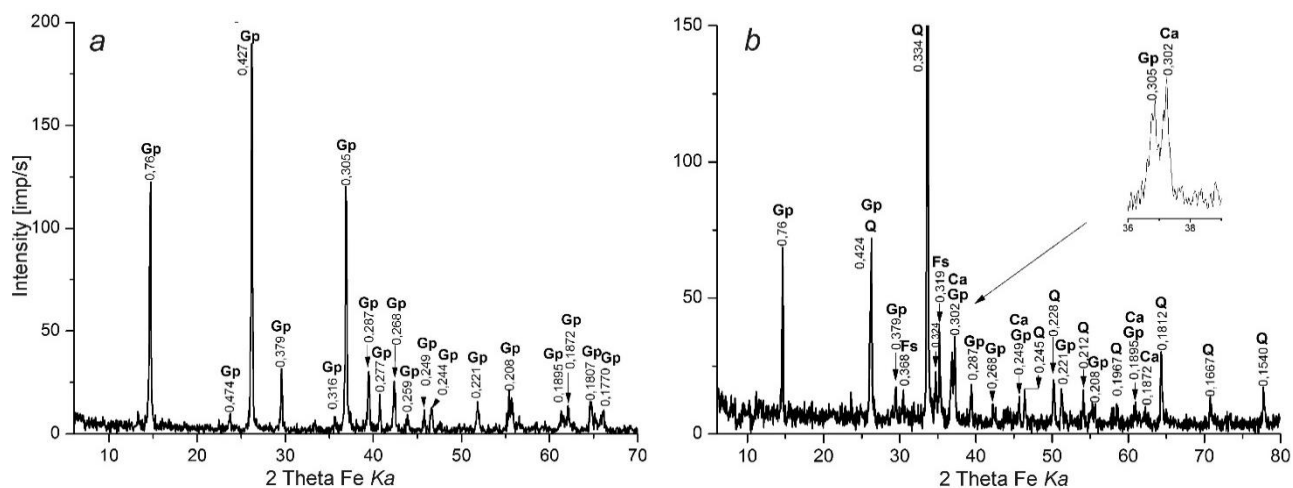 a
Intensity [imp/s]
200
150
100
50
0
Gp
0,76
Gp
0,474
Gp
0,427
Gp
0,379
Gp
0,316
Gp
0,305
Gp
0,287
Gp
0,277
Gp
0,268
Gp
0,259
Gp
0,249
Gp
0,244
Gp
0,221
Gp
0,208
Gp
0,1895
Gp
0,1872
Gp
0,1807
Gp
0,1770
10 20 30 40 50 60 70
2 Theta Fe Ka
b
150
100
50
0
Gp
0,76
Gp
Q
0,424
Gp
0,379
Fs
0,368
Q
0,334
Fs
0,324
0,319
Ca
Gp
0,302
Gp
0,287
Gp
0,268
Ca
Gp
0,249
Q
0,245
Q
0,228
Gp
0,221
Q
0,212
Gp
0,208
Q
0,1967
Ca
Gp
0,1895
Ca
0,1872
Q
0,1812
Q
0,1667
Q
0,1540
Gp
0,305
Ca
0,302
36 38
10 20 30 40 50 60 70 80
2 Theta Fe Ka